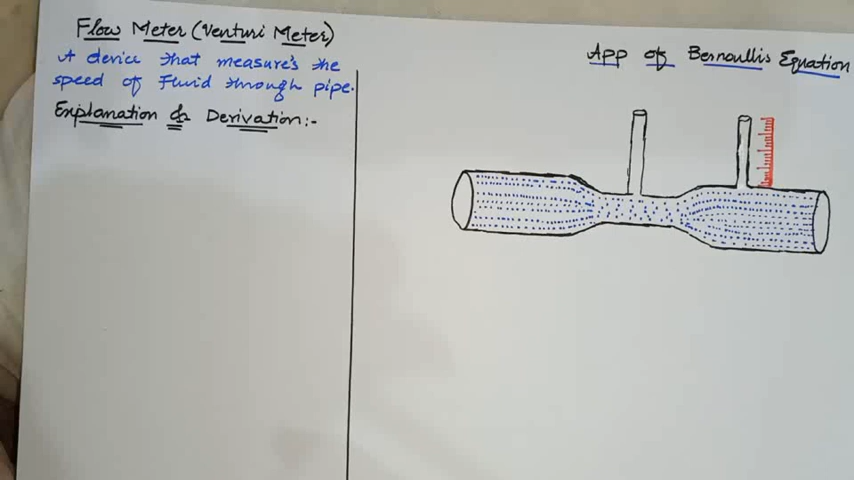 Flow Meter (Venturi Meter)
A device that measure's the
speed of Fluid through pipe.
Explanation & Derivation:-
App of Bernoullis Equation